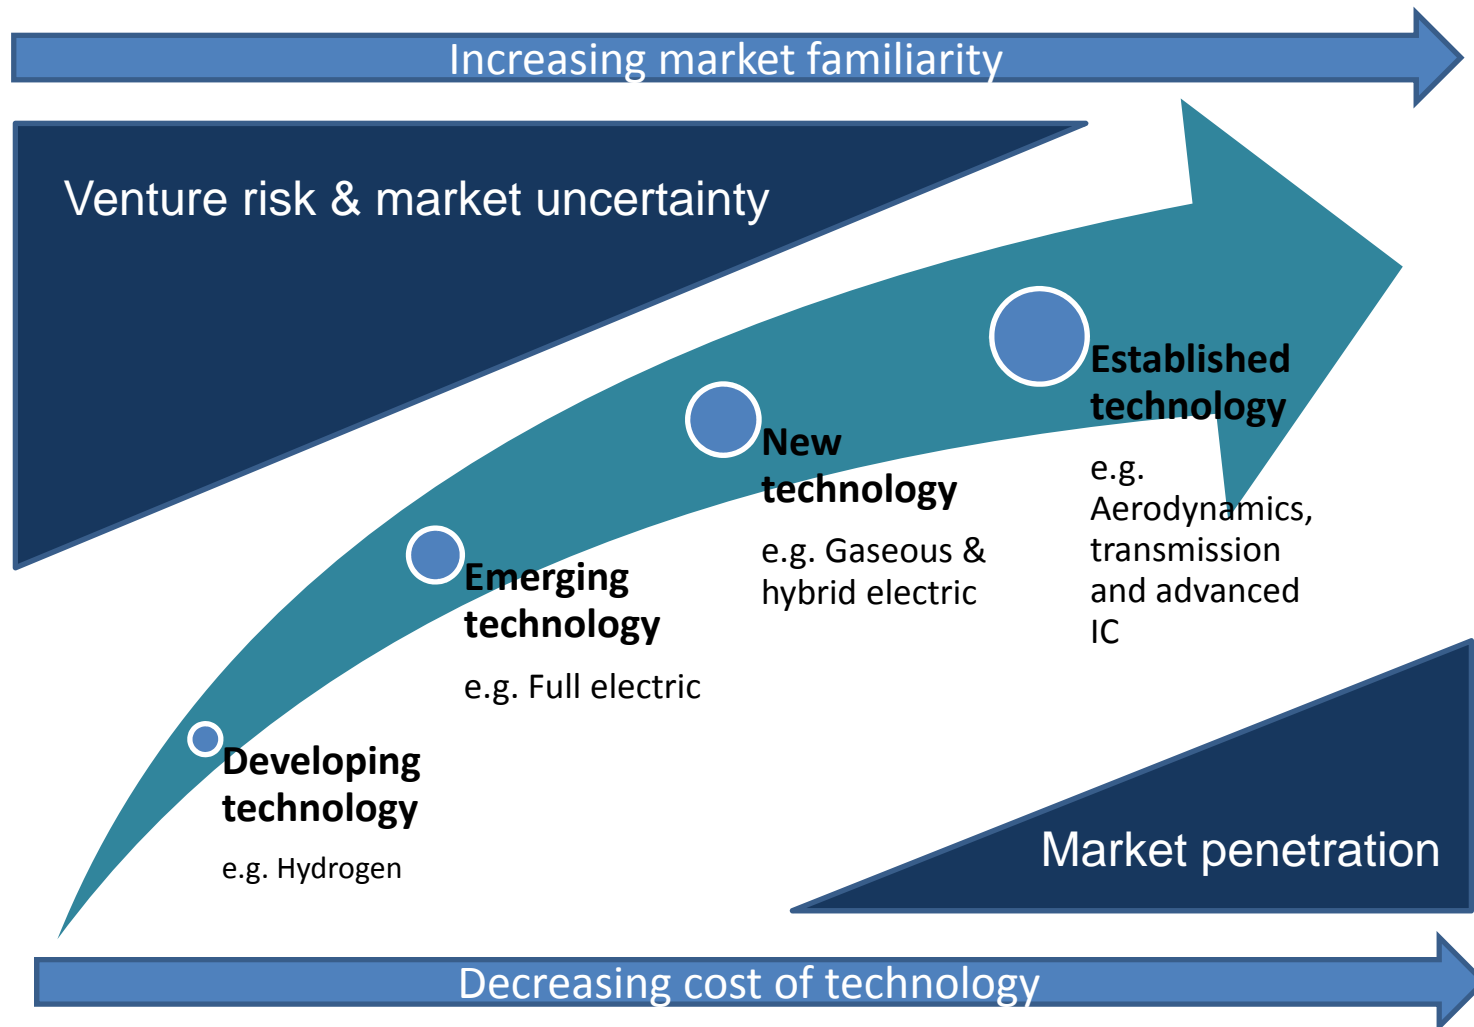 Increasing market familiarity
Venture risk & market uncertainty
Established
technology
e.g.
Aerodynamics,
transmission
and advanced
IC
New
technology
e.g. Gaseous &
hybrid electric
Emerging
technology
e.g. Full electric
Developing
technology
e.g. Hydrogen
Market penetration
Decreasing cost of technology